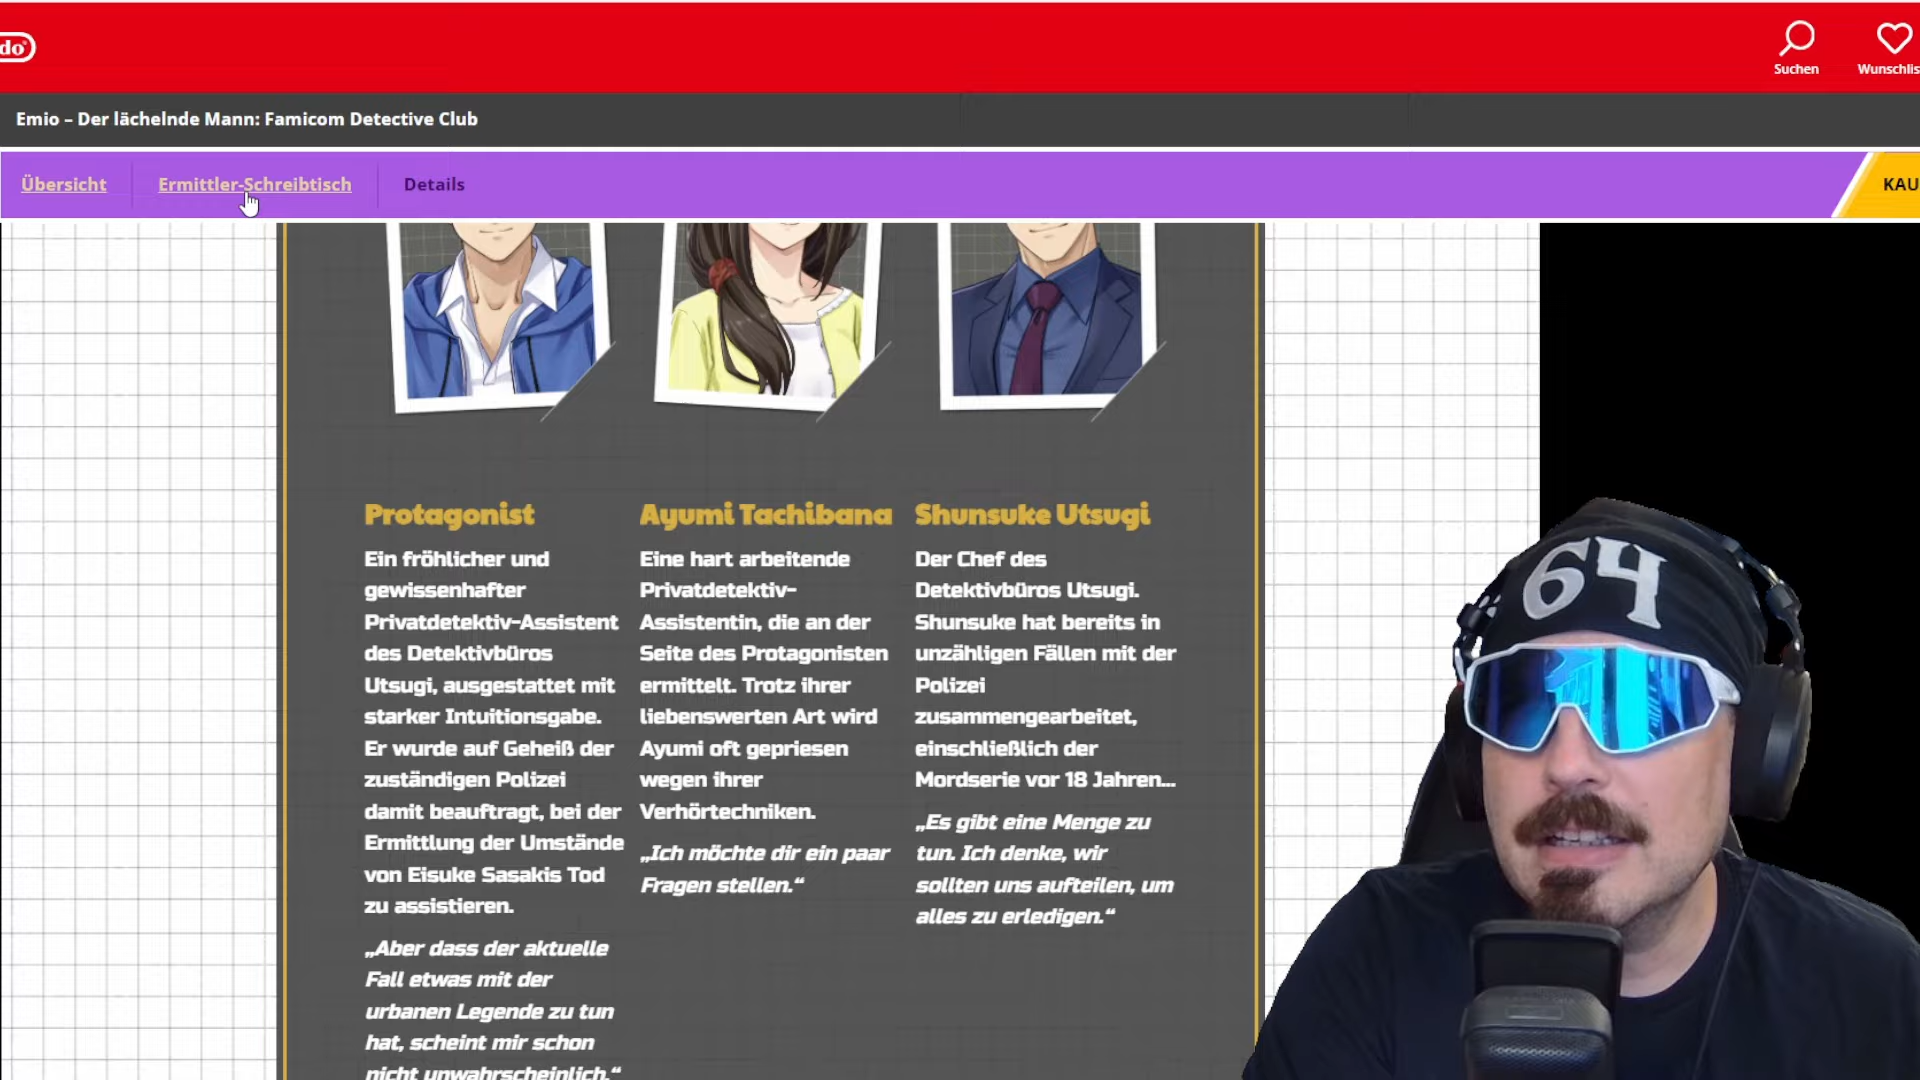 do
Suchen
Wunschlis
Emio – Der lächelnde Mann: Famicom Detective Club
Übersicht
Ermittler-Schreibtisch
Details
KAU
Protagonist
Ein fröhlicher und
gewissenhafter
Privatdetektiv-Assistent
des Detektivbüros
Utsugi, ausgestattet mit
starker Intuitionsgabe.
Er wurde auf Geheiß der
zuständigen Polizei
damit beauftragt, bei der
Ermittlung der Umstände
von Eisuke Sasakis Tod
zu assistieren.
„Aber dass der aktuelle
Fall etwas mit der
urbanen Legende zu tun
hat, scheint mir schon
nicht unwahrscheinlich.“
Ayumi Tachibana
Eine hart arbeitende
Privatdetektiv-
Assistentin, die an der
Seite des Protagonisten
ermittelt. Trotz ihrer
liebenswerten Art wird
Ayumi oft gepriesen
wegen ihrer
Verhörtechniken.
„Ich möchte dir ein paar
Fragen stellen.“
Shunsuke Utsugi
Der Chef des
Detektivbüros Utsugi.
Shunsuke hat bereits in
unzähligen Fällen mit der
Polizei
zusammengearbeitet,
einschließlich der
Mordserie vor 18 Jahren...
„Es gibt eine Menge zu
tun. Ich denke, wir
sollten uns aufteilen, um
alles zu erledigen.“
64